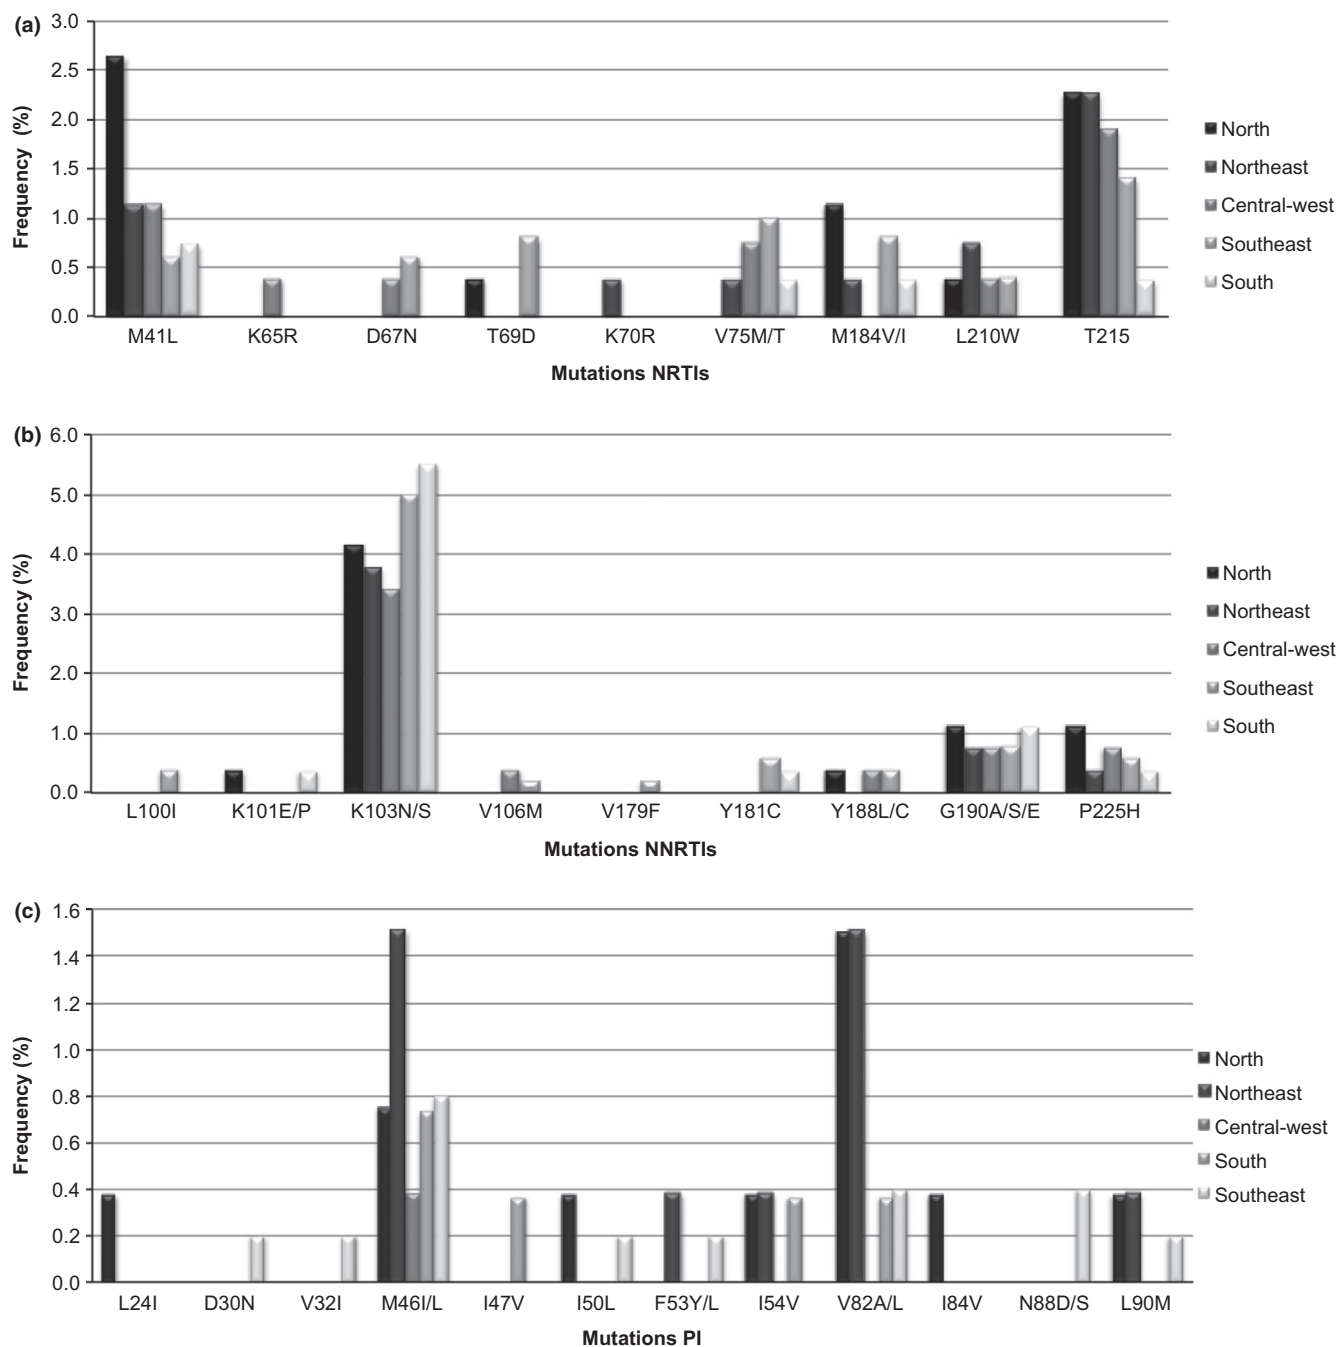 (a)
3.0
2.5
2.0
1.5
1.0
0.5
0.0
Frequency (%)
M41L K65R D67N T69D K70R V75M/T M184V/I L210W T215
Mutations NRTIs
North
Northeast
Central-west
Southeast
South
(b)
6.0
5.0
4.0
3.0
2.0
1.0
0.0
Frequency (%)
L100I K101E/P K103N/S V106M V179F Y181C Y188L/C G190A/S/E P225H
Mutations NNRTIs
North
Northeast
Central-west
Southeast
South
(c)
1.6
1.4
1.2
1.0
0.8
0.6
0.4
0.2
0.0
Frequency (%)
L24I D30N V32I M46I/L I47V I50L F53Y/L I54V V82A/L I84V N88D/S L90M
Mutations PI
North
Northeast
Central-west
South
Southeast